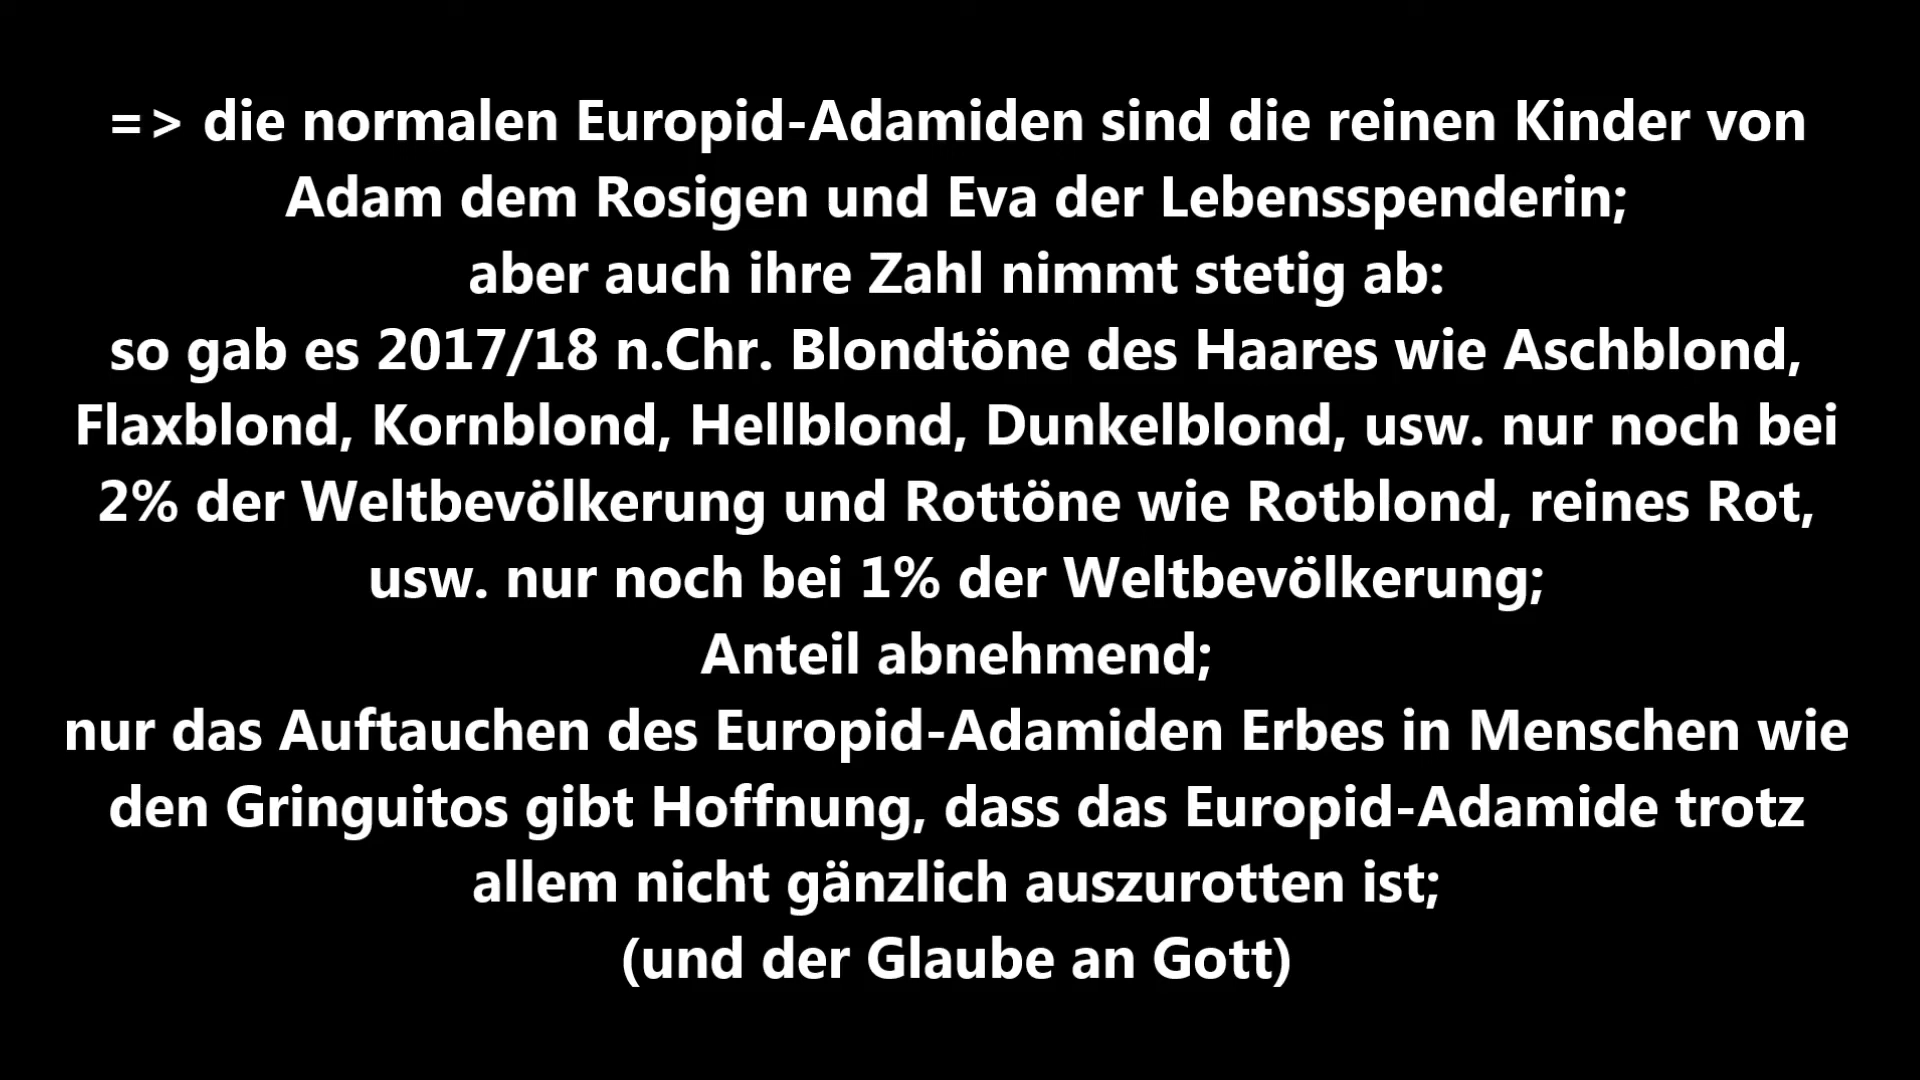 => die normalen Europid-Adamiden sind die reinen Kinder von
Adam dem Rosigen und Eva der Lebensspenderin;
aber auch ihre Zahl nimmt stetig ab:
so gab es 2017/18 n.Chr. Blondtöne des Haares wie Aschblond,
Flaxblond, Kornblond, Hellblond, Dunkelblond, usw. nur noch bei
2% der Weltbevölkerung und Rottöne wie Rotblond, reines Rot,
usw. nur noch bei 1% der Weltbevölkerung;
Anteil abnehmend;
nur das Auftauchen des Europid-Adamiden Erbes in Menschen wie
den Gringuitos gibt Hoffnung, dass das Europid-Adamide trotz
allem nicht gänzlich auszurotten ist;
(und der Glaube an Gott)